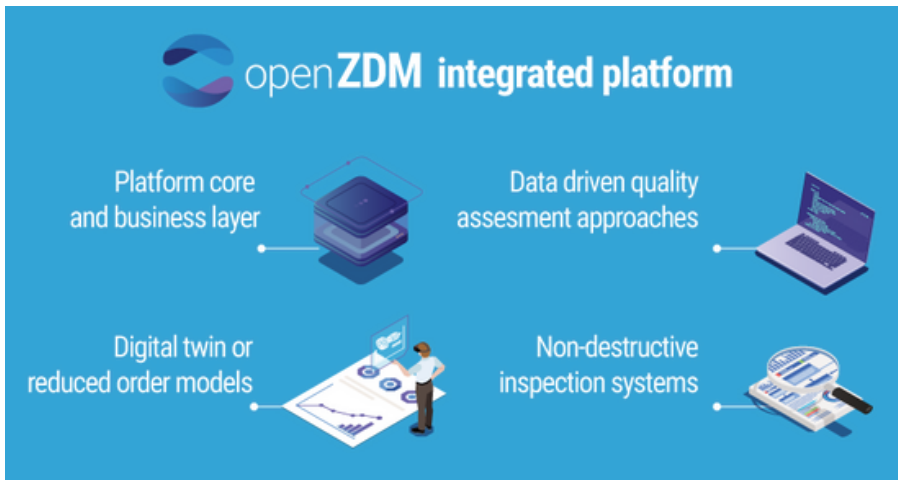 openZDM integrated platform
Platform core
and business layer
Data driven quality
assesment approaches
Digital twin or
reduced order models
Non-destructive
inspection systems